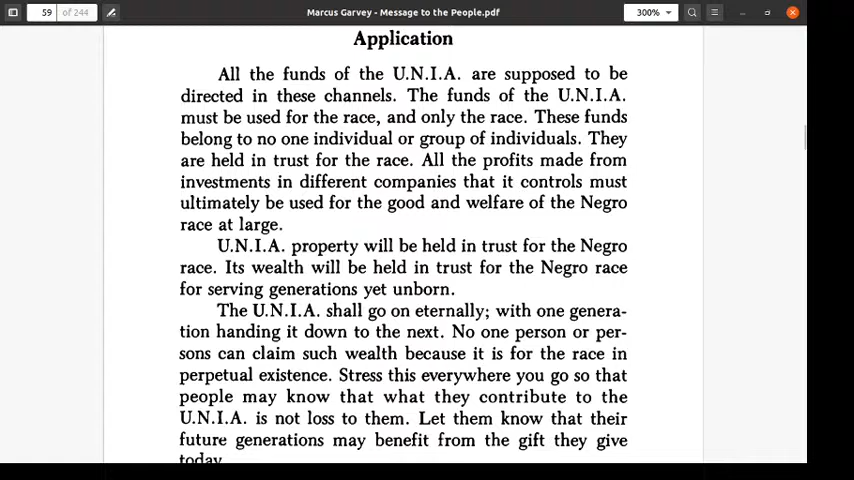 59 of 244
Marcus Garvey - Message to the People.pdf
300%
Application
All the funds of the U.N.I.A. are supposed to be
directed in these channels. The funds of the U.N.I.A.
must be used for the race, and only the race. These funds
belong to no one individual or group of individuals. They
are held in trust for the race. All the profits made from
investments in different companies that it controls must
ultimately be used for the good and welfare of the Negro
race at large.
U.N.I.A. property will be held in trust for the Negro
race. Its wealth will be held in trust for the Negro race
for serving generations yet unborn.
The U.N.I.A. shall go on eternally; with one genera-
tion handing it down to the next. No one person or per-
sons can claim such wealth because it is for the race in
perpetual existence. Stress this everywhere you go so that
people may know that what they contribute to the
U.N.I.A. is not loss to them. Let them know that their
future generations may benefit from the gift they give
today